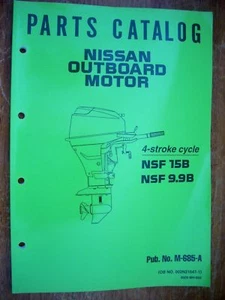 PARTS CATALOG
NISSAN
OUTBOARD
MOTOR
4-stroke cycle
NSF 15B
NSF 9.9B
Pub. No. M-685-A